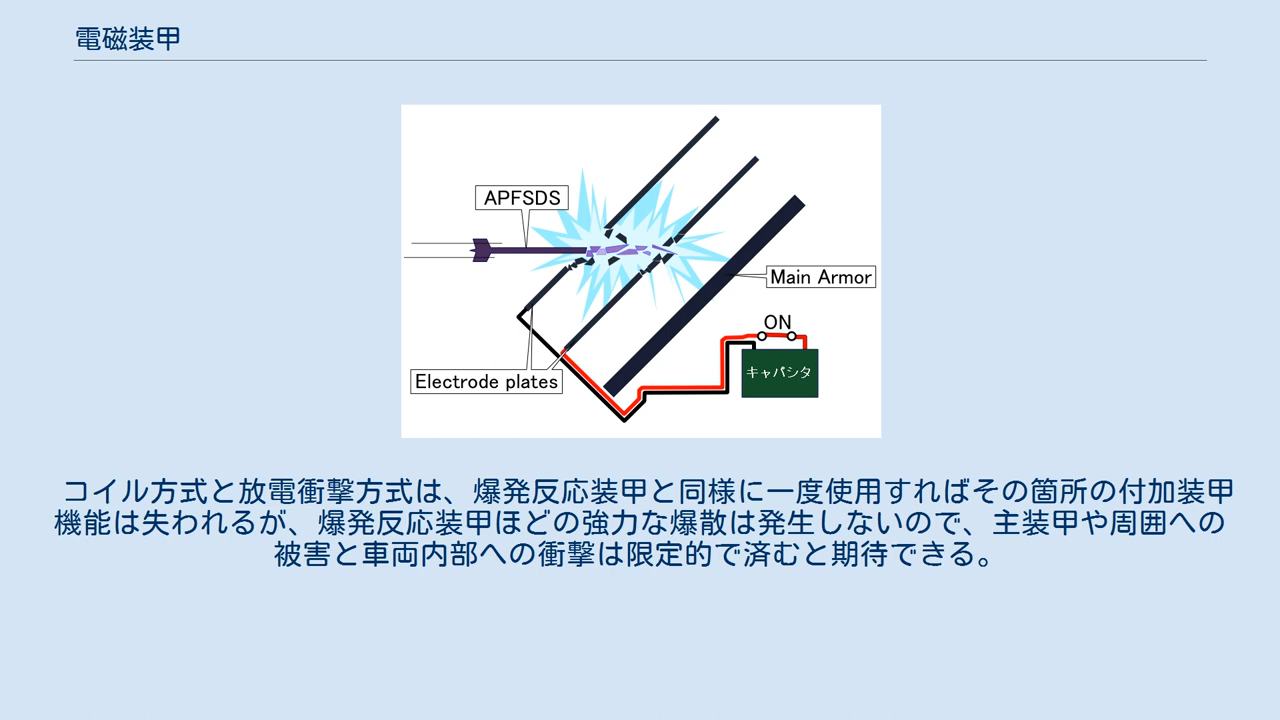 電磁装甲
APFSDS
Main Armor
ON
キャパシタ
Electrode plates
コイル方式と放電衝撃方式は、爆発反応装甲と同様に一度使用すればその箇所の付加装甲
機能は失われるが、爆発反応装甲ほどの強力な爆散は発生しないので、主装甲や周囲への
被害と車両内部への衝撃は限定的で済むと期待できる。